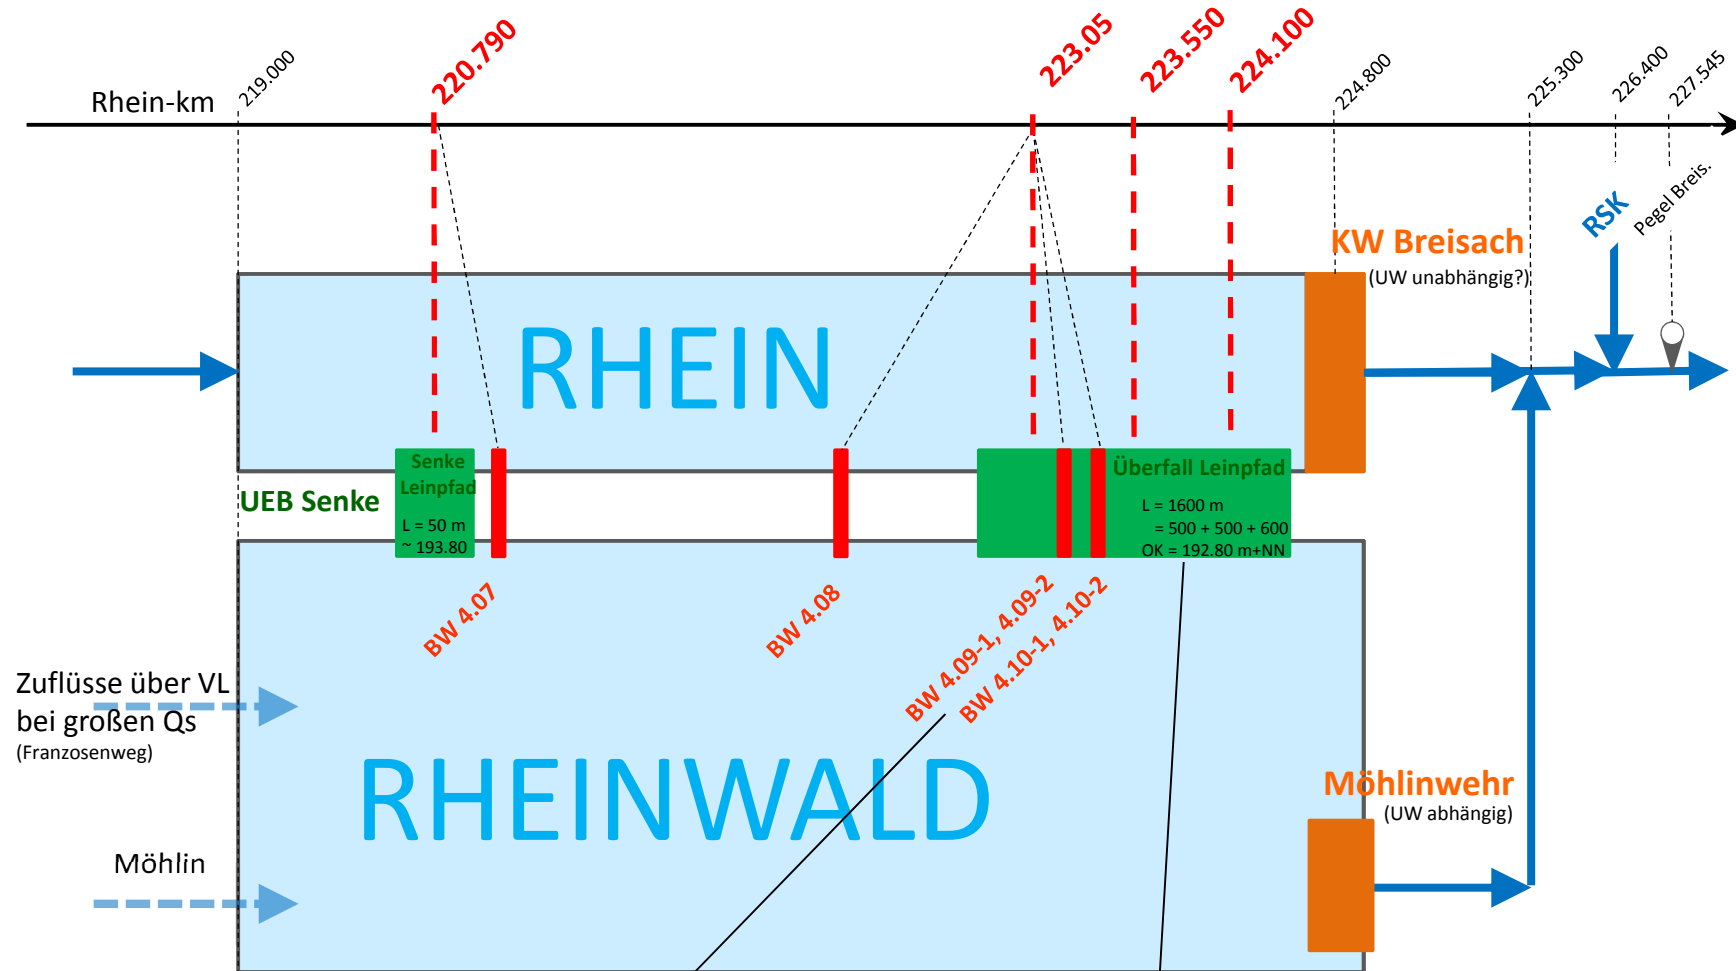 Rhein-km
219.000
220.790
223.05
223.550
224.100
224.800
225.300
226.400
227.545
RSK
Pegel Breis.
KW Breisach
(UW unabhängig?)
RHEIN
Senke
Leinpfad
L = 50 m
~ 193.80
UEB Senke
Überfall Leinpfad
L = 1600 m
= 500 + 500 + 600
OK = 192.80 m+NN
BW 4.07
BW 4.08
BW 4.09-1, 4.09-2
BW 4.10-1, 4.10-2
Zuflüsse über VL
bei großen Qs
(Franzosenweg)
RHEINWALD
Möhlin
Möhlinwehr
(UW abhängig)